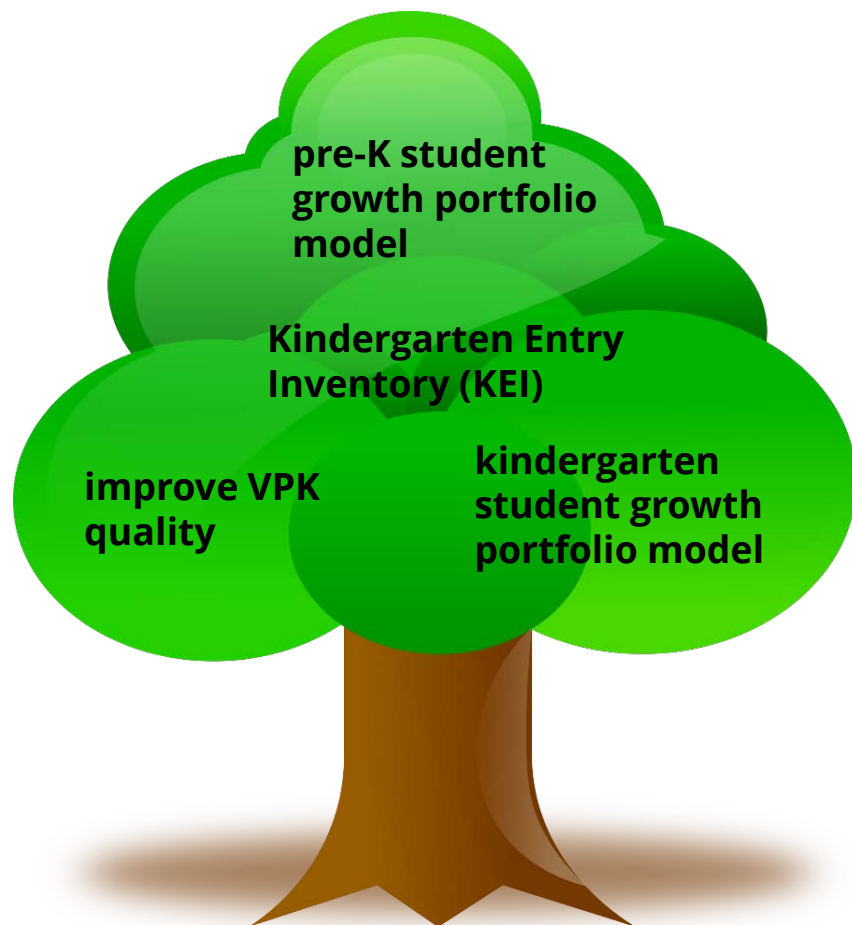 pre-K student
growth portfolio
model
Kindergarten Entry
Inventory (KEI)
improve VPK
quality
kindergarten
student growth
portfolio model